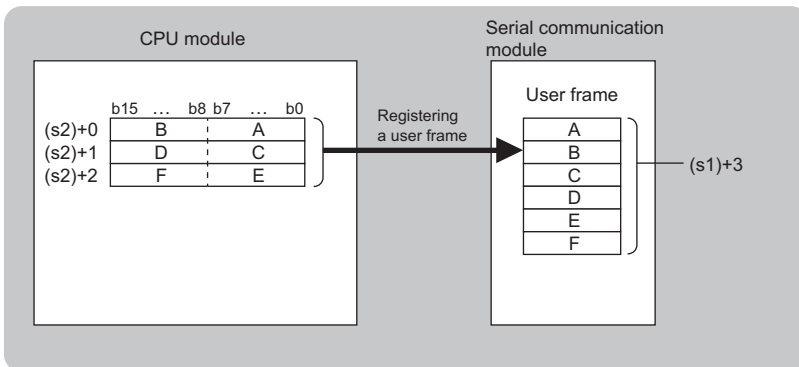 CPU module
Serial communication
module
User frame
b15 ... b8 b7 ... b0
Registering
a user frame
(s2)+0 B A
(s2)+1 D C
(s2)+2 F E
A
B
C
D
E
F
(s1)+3